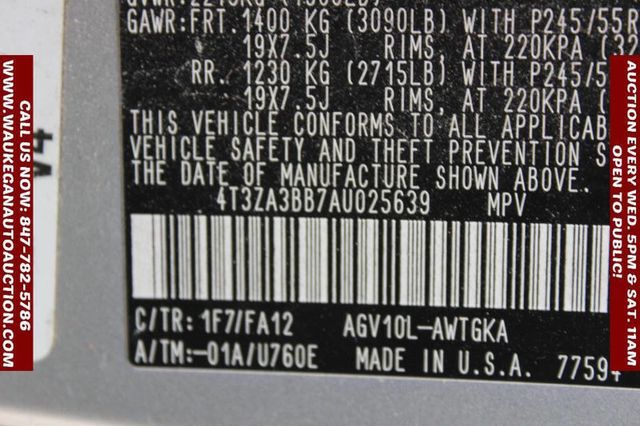 GAWR:FRT.1400 KG (3090LB) WITH P245/55R
19X7.5J RIMS, AT 220KPA
RR. 1230 KG (2715LB) WITH P245/5
19X7.5J RIMS, AT 220KPA (
THIS VEHICLE CONFORMS TO ALL APPLICAB
VEHICLE SAFETY AND THEFT PREVENTION S
THE DATE OF MANUFACTURE SHOWN ABOVE.
4T3ZA3BB7AU025639 MPV
C/TR: 1F7/FA12 AGV10L-AWTGKA
A/TM:-01A/U760E MADE IN U.S.A. 77594
CALL US NOW: 847-782-5786
WWW.WAUKEGANAUTOAUCTION.COM
AUCTION EVERY WED. 5PM & SAT. 11AM
OPEN TO PUBLIC!